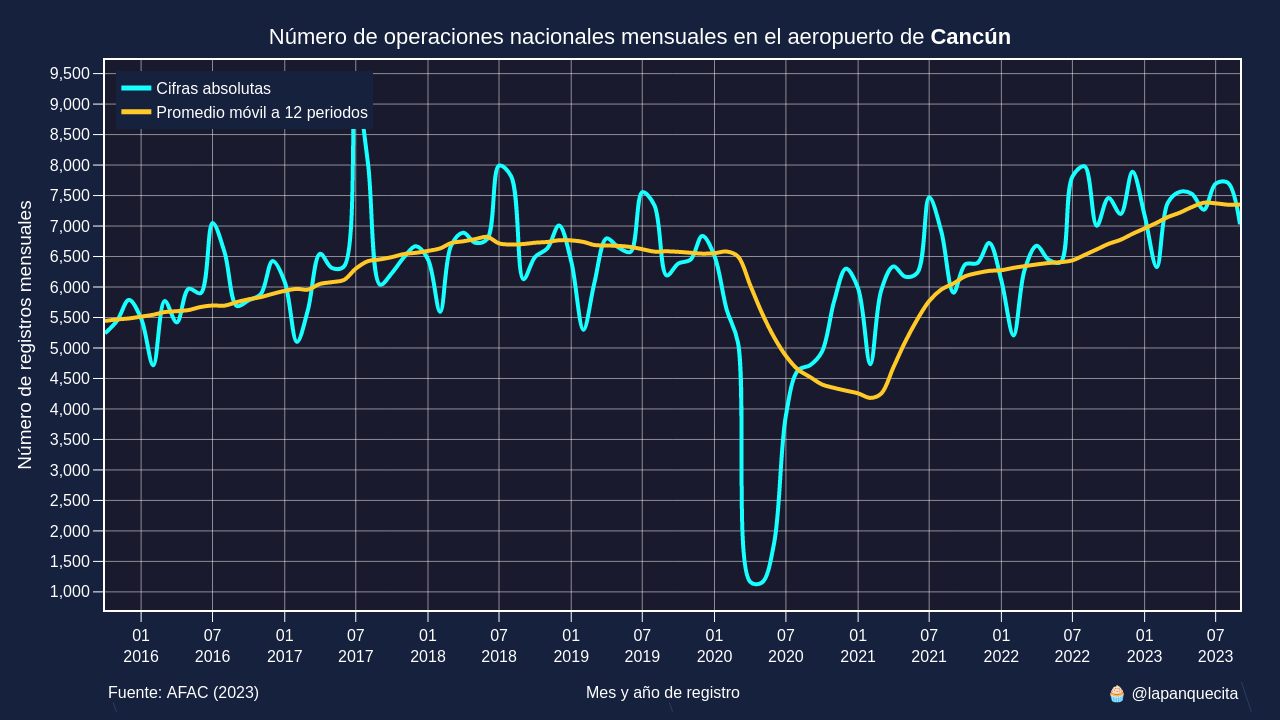 Número de operaciones nacionales mensuales en el aeropuerto de Cancún
Cifras absolutas
Promedio móvil a 12 periodos
Número de registros mensuales
9,500
9,000
8,500
8,000
7,500
7,000
6,500
6,000
5,500
5,000
4,500
4,000
3,500
3,000
2,500
2,000
1,500
1,000
01 07 01 07 01 07 01 07 01 07 01 07 01 07 01 07
2016 2016 2017 2017 2018 2018 2019 2019 2020 2020 2021 2021 2022 2022 2023 2023
Fuente: AFAC (2023) Mes y año de registro 🧁 @lapanquecita